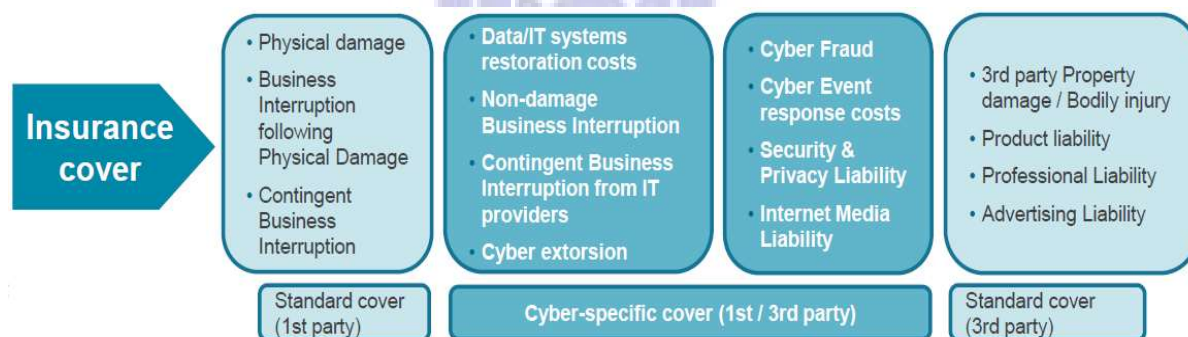 Insurance
cover
• Physical damage
• Business
Interruption
following
Physical Damage
• Contingent
Business
Interruption
• Data/IT systems
restoration costs
• Non-damage
Business Interruption
• Contingent Business
Interruption from IT
providers
• Cyber extorsion
• Cyber Fraud
• Cyber Event
response costs
• Security &
Privacy Liability
• Internet Media
Liability
• 3rd party Property
damage / Bodily injury
• Product liability
• Professional Liability
• Advertising Liability
Standard cover
(1st party)
Cyber-specific cover (1st / 3rd party)
Standard cover
(3rd party)